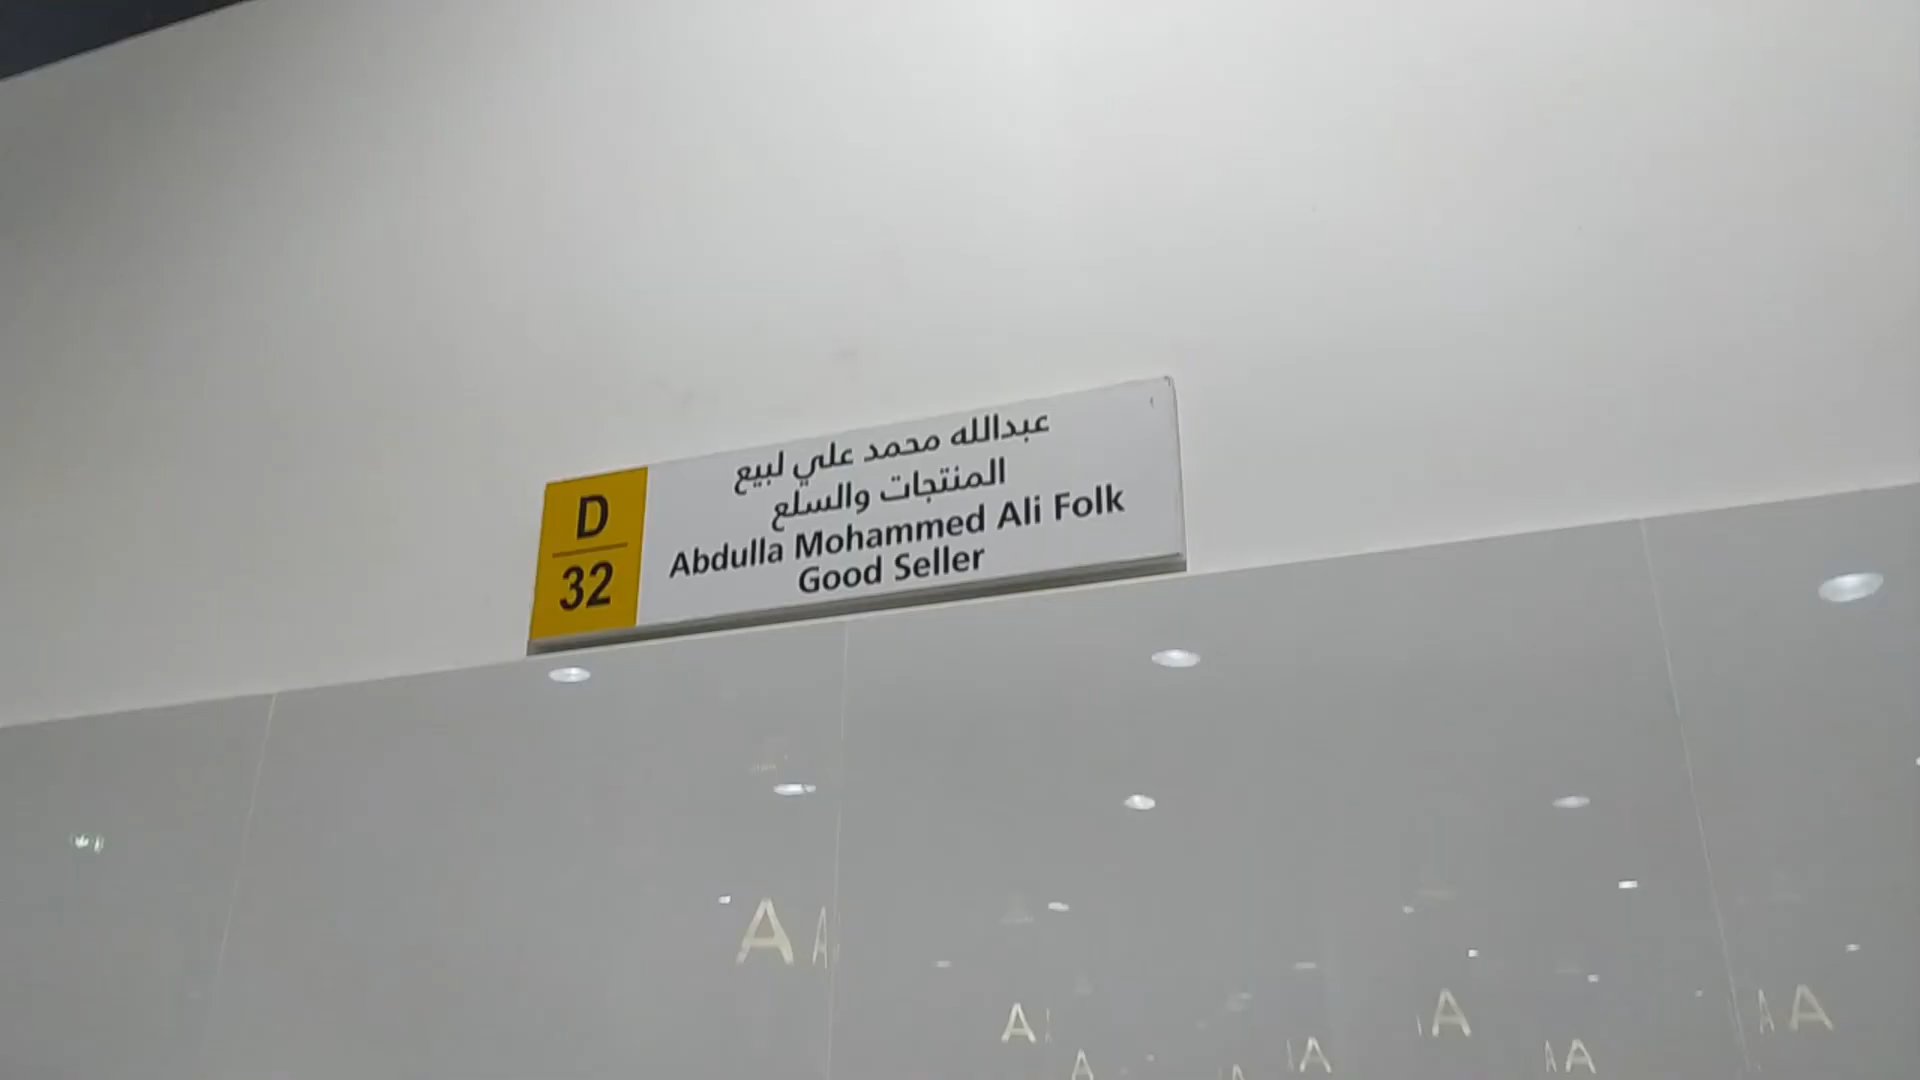 D
32
عبدالله محمد علي لبيع
المنتجات والسلع
Abdulla Mohammed Ali Folk
Good Seller
A A
A
A
A
A
A
A A